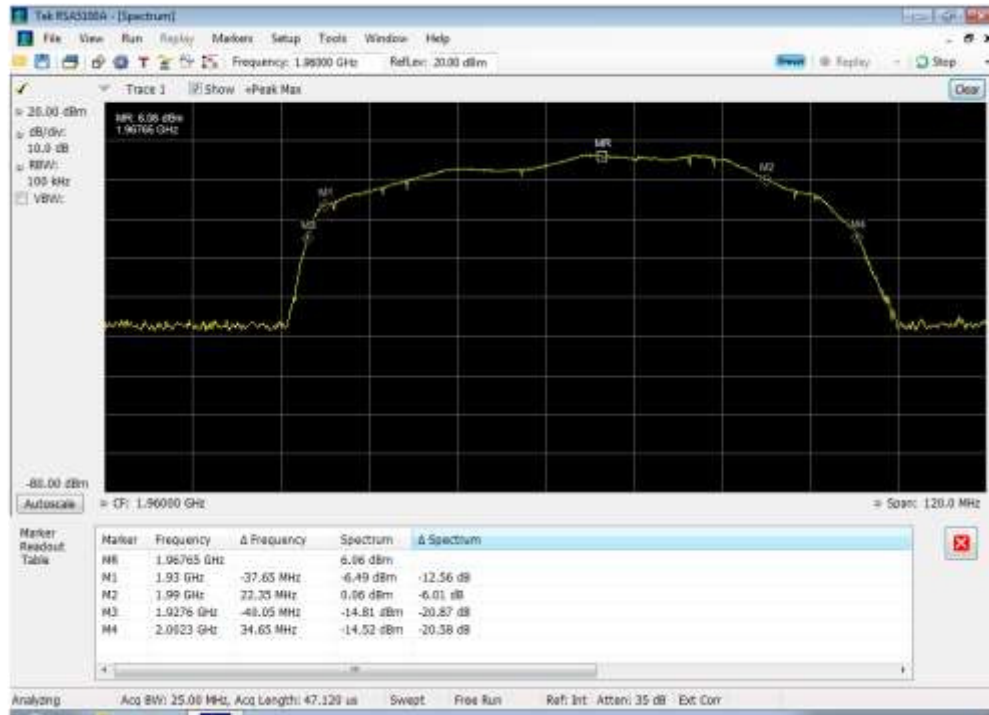 Tek RSA5100A - [Spectrum]
File View Run Replay Markers Setup Tools Window Help
Frequency: 1.96000 GHz RefLev: 20.00 dBm Preset Replay Stop
Trace 1 Show +Peak Max Clear
20.00 dBm
dB/div:
10.0 dB
RBW:
100 kHz
VBW:
-80.00 dBm
MR: 6.06 dBm
1.96765 GHz
MR
M1
M2
M3
M4
Autoscale CF: 1.96000 GHz Span: 120.0 MHz
Marker
Readout
Table
Marker Frequency Δ Frequency Spectrum Δ Spectrum
MR 1.96765 GHz 6.06 dBm
M1 1.93 GHz -37.65 MHz -6.49 dBm -12.56 dB
M2 1.99 GHz 22.35 MHz 0.06 dBm -6.01 dB
M3 1.9276 GHz -40.05 MHz -14.81 dBm -20.87 dB
M4 2.0023 GHz 34.65 MHz -14.52 dBm -20.58 dB
Analyzing Acq BW: 25.00 MHz, Acq Length: 47.120 us Swept Free Run Ref: Int Atten: 35 dB Ext Corr